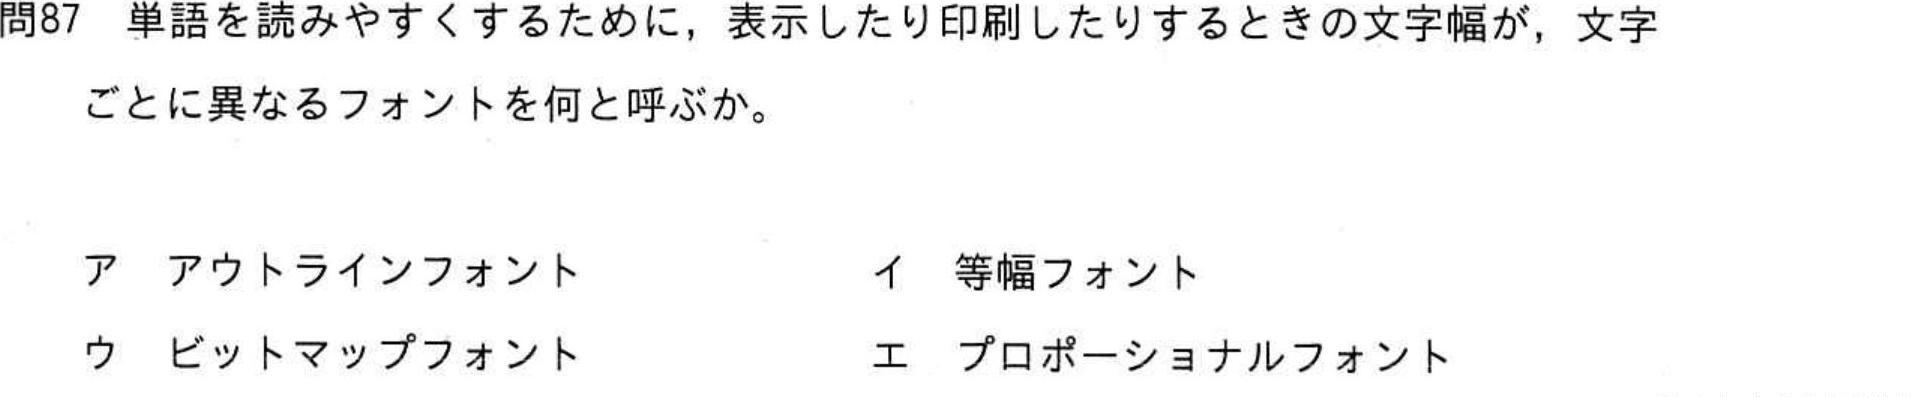 問87　単語を読みやすくするために，表示したり印刷したりするときの文字幅が，文字
ごとに異なるフォントを何と呼ぶか。
ア　アウトラインフォント　イ　等幅フォント
ウ　ビットマップフォント　エ　プロポーショナルフォント